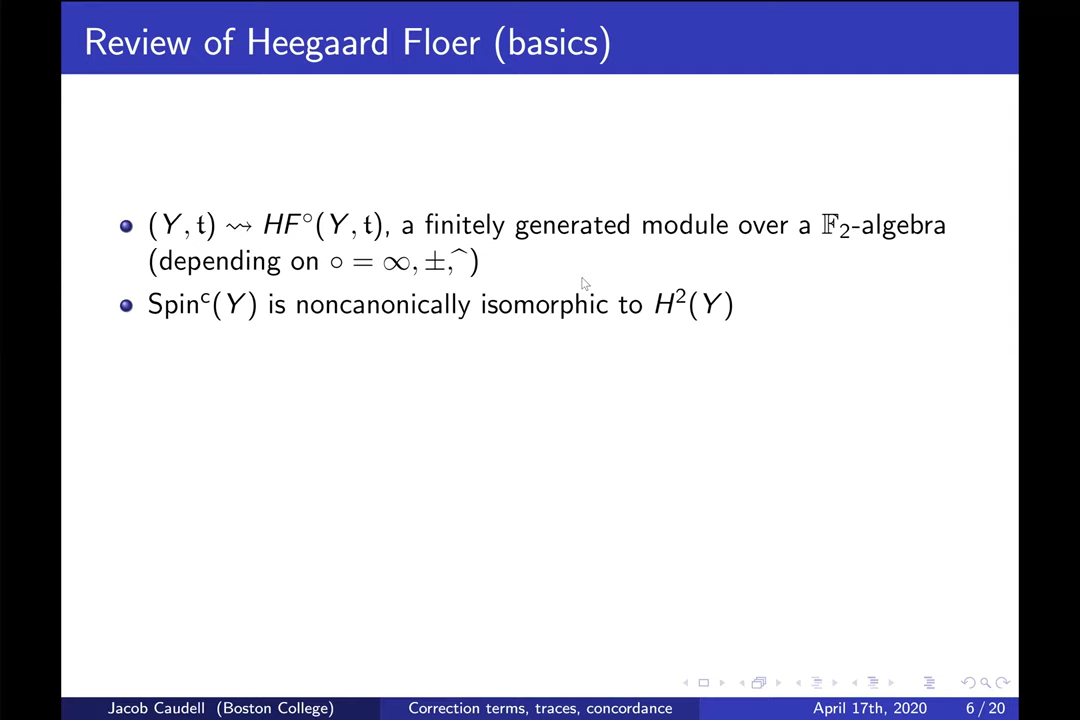 Review of Heegaard Floer (basics)
(Y, 𝔱) ⇝ HF°(Y, 𝔱), a finitely generated module over a 𝔽₂-algebra
(depending on ∘ = ∞, ±, ^)
Spinᶜ(Y) is noncanonically isomorphic to H²(Y)
Jacob Caudell (Boston College) Correction terms, traces, concordance April 17th, 2020 6 / 20